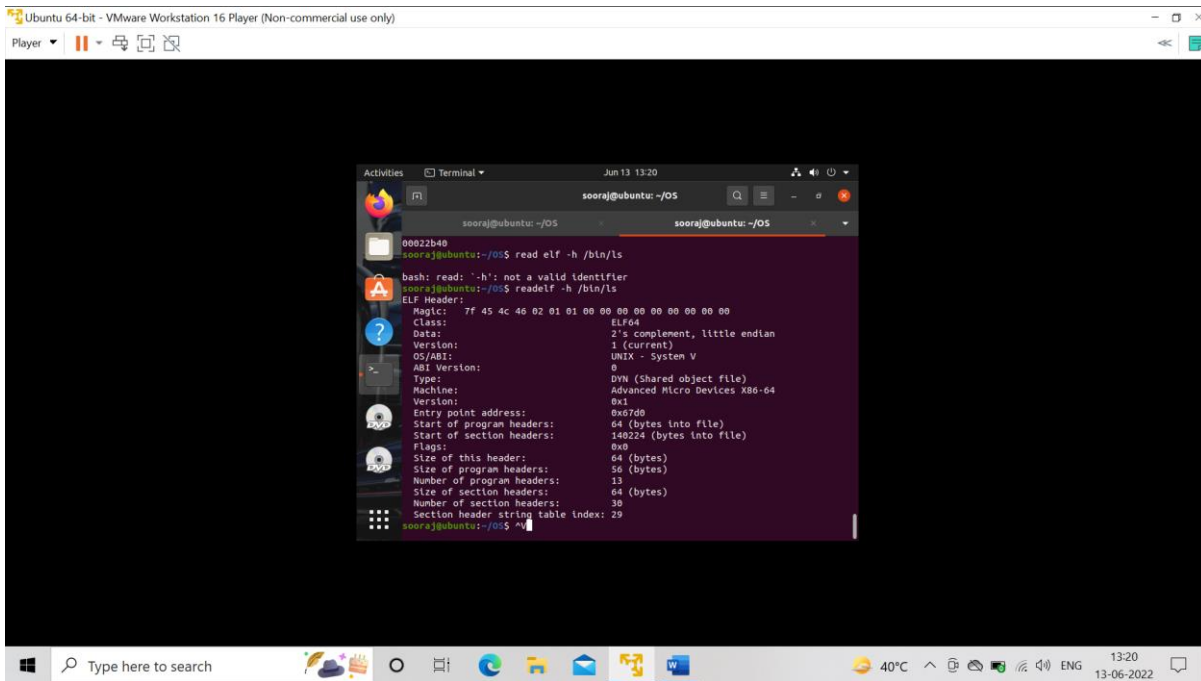 Ubuntu 64-bit - VMware Workstation 16 Player (Non-commercial use only)
Player
Activities Terminal Jun 13 13:20
sooraj@ubuntu: ~/OS
sooraj@ubuntu: ~/OS sooraj@ubuntu: ~/OS
00022b40
sooraj@ubuntu:~/OS$ read elf -h /bin/ls
bash: read: `-h': not a valid identifier
sooraj@ubuntu:~/OS$ readelf -h /bin/ls
ELF Header:
Magic: 7f 45 4c 46 02 01 01 00 00 00 00 00 00 00 00 00
Class: ELF64
Data: 2's complement, little endian
Version: 1 (current)
OS/ABI: UNIX - System V
ABI Version: 0
Type: DYN (Shared object file)
Machine: Advanced Micro Devices X86-64
Version: 0x1
Entry point address: 0x67d0
Start of program headers: 64 (bytes into file)
Start of section headers: 140224 (bytes into file)
Flags: 0x0
Size of this header: 64 (bytes)
Size of program headers: 56 (bytes)
Number of program headers: 13
Size of section headers: 64 (bytes)
Number of section headers: 30
Section header string table index: 29
sooraj@ubuntu:~/OS$ ^V
DVD
DVD
Type here to search
40°C ENG 13:20
13-06-2022